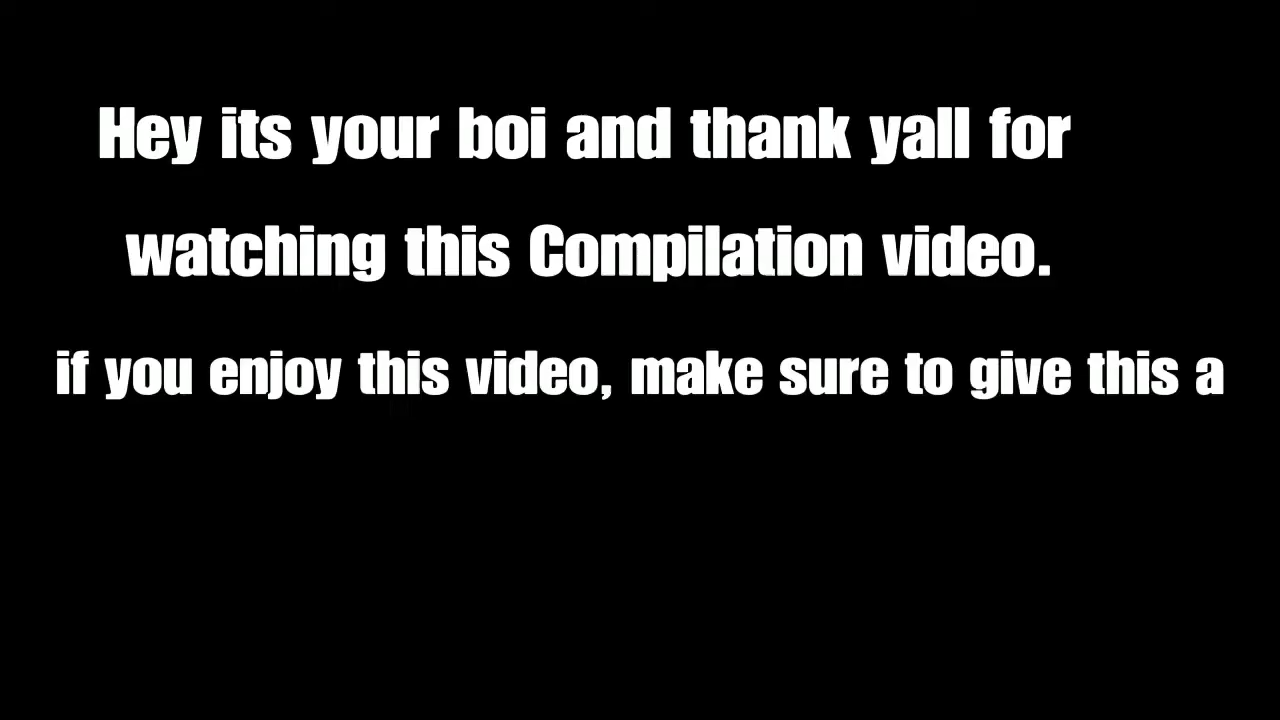 Hey its your boi and thank yall for
watching this Compilation video.
if you enjoy this video, make sure to give this a